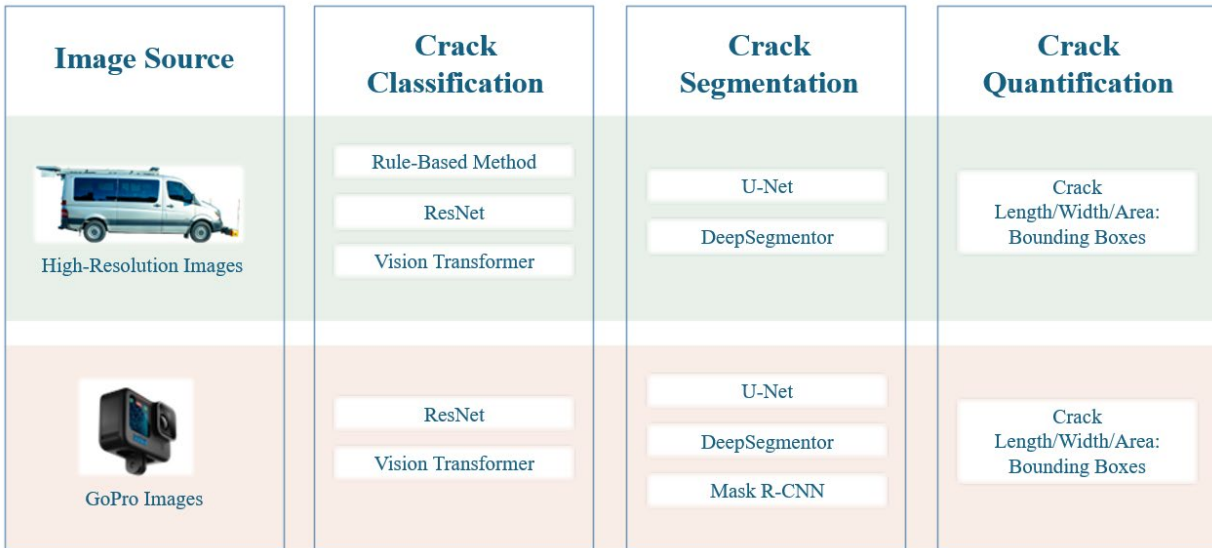 Image Source
Crack
Classification
Crack
Segmentation
Crack
Quantification
High-Resolution Images
Rule-Based Method
ResNet
Vision Transformer
U-Net
DeepSegmentor
Crack
Length/Width/Area:
Bounding Boxes
GoPro Images
ResNet
Vision Transformer
U-Net
DeepSegmentor
Mask R-CNN
Crack
Length/Width/Area:
Bounding Boxes